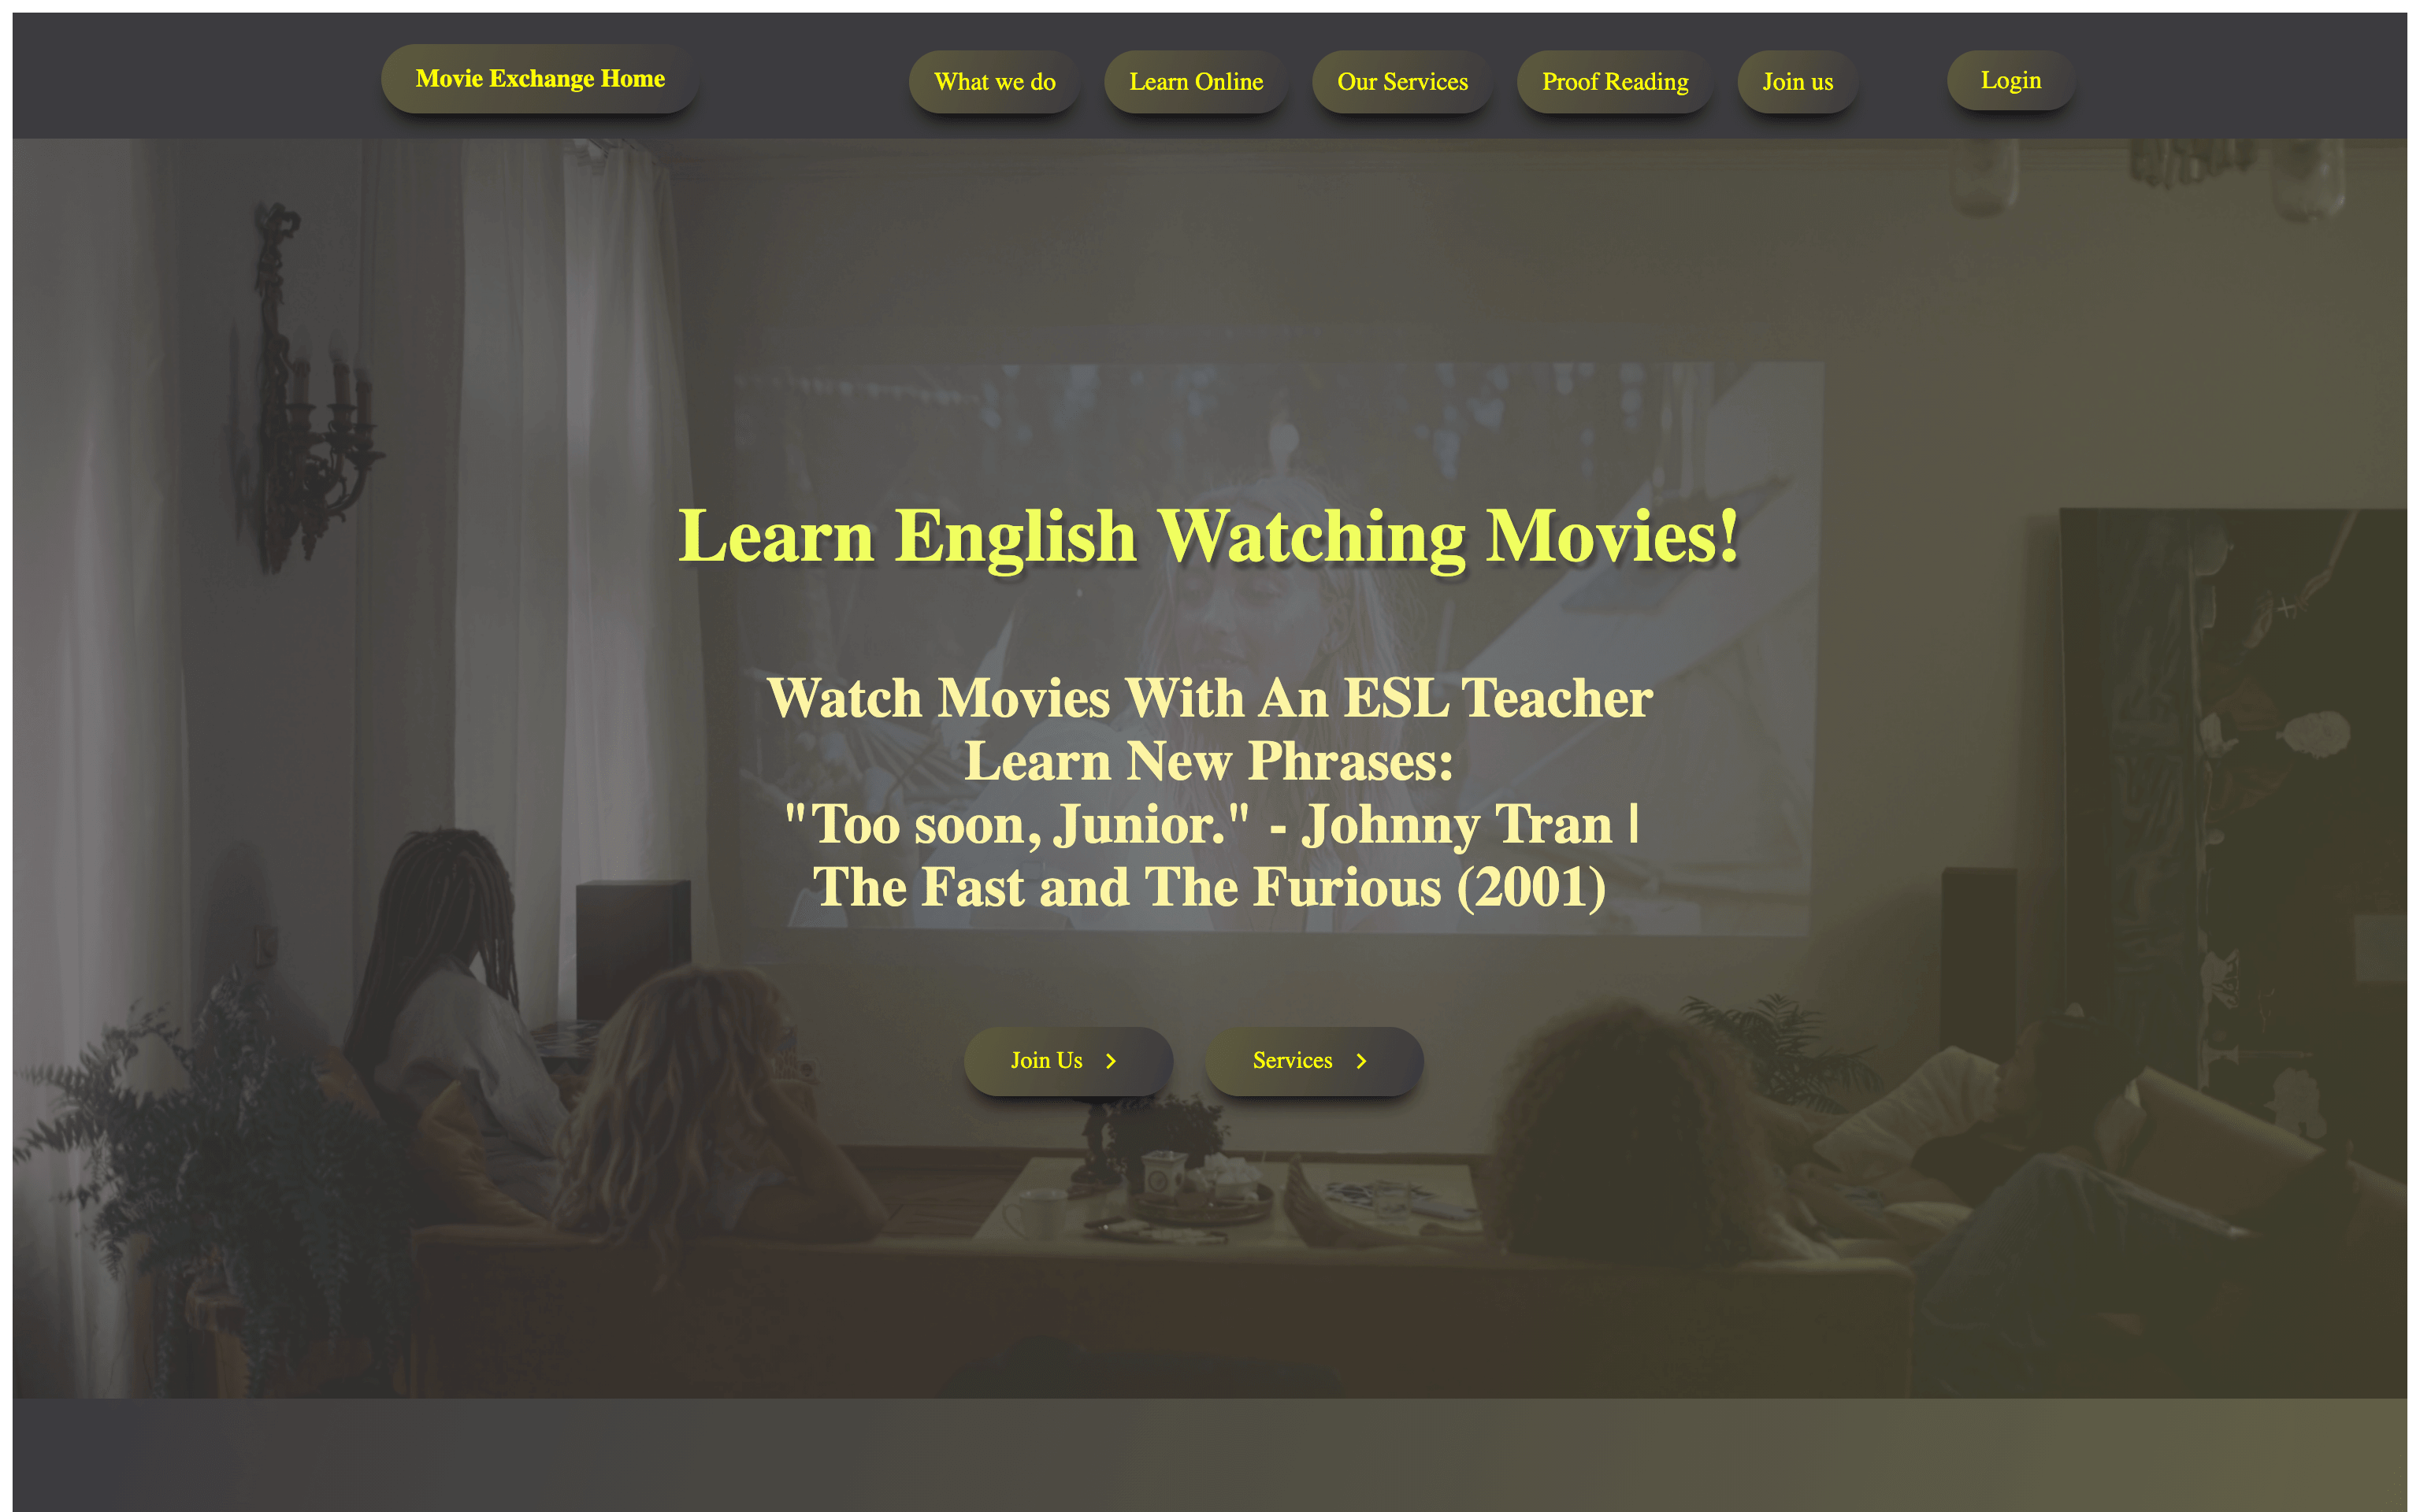 Movie Exchange Home
What we do
Learn Online
Our Services
Proof Reading
Join us
Login
Learn English Watching Movies!
Watch Movies With An ESL Teacher
Learn New Phrases:
"Too soon, Junior." - Johnny Tran |
The Fast and The Furious (2001)
Join Us
Services